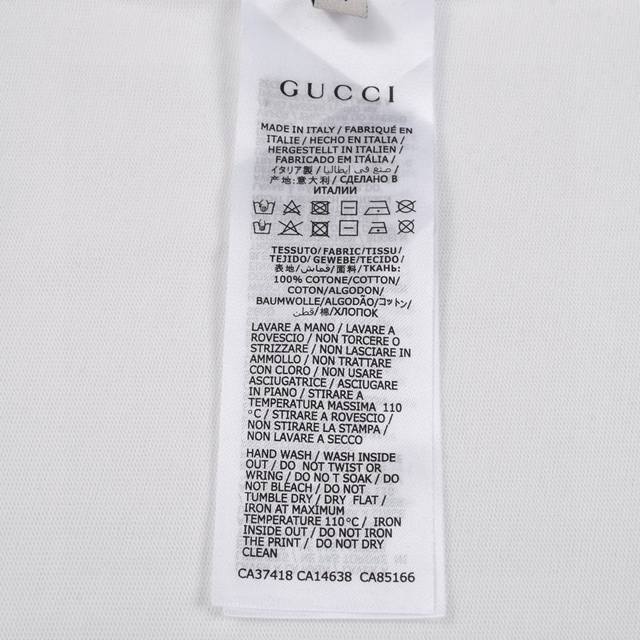 GUCCI
MADE IN ITALY / FABRIQUÉ EN
ITALIE / HECHO EN ITALIA /
HERGESTELLT IN ITALIEN /
FABRICADO EM ITÁLIA /
イタリア製 / صنع في ايطاليا /
产地:意大利 / СДЕЛАНО В
ИТАЛИИ
TESSUTO/FABRIC/TISSU/
TEJIDO/ GEWEBE/TECIDO/
表地/قماش/面料/ТКАНЬ:
100% COTONE/COTTON/
COTON/ALGODON/
BAUMWOLLE/ALGODÃO/コットン/
قطن/棉/ХЛОПОК
LAVARE A MANO / LAVARE A
ROVESCIO / NON TORCERE O
STRIZZARE / NON LASCIARE IN
AMMOLLO / NON TRATTARE
CON CLORO / NON USARE
ASCIUGATRICE / ASCIUGARE
IN PIANO / STIRARE A
TEMPERATURA MASSIMA 110
°C / STIRARE A ROVESCIO /
NON STIRARE LA STAMPA /
NON LAVARE A SECCO
HAND WASH / WASH INSIDE
OUT / DO NOT TWIST OR
WRING / DO NO T SOAK / DO
NOT BLEACH / DO NOT
TUMBLE DRY / DRY FLAT /
IRON AT MAXIMUM
TEMPERATURE 110°C / IRON
INSIDE OUT / DO NOT IRON
THE PRINT / DO NOT DRY
CLEAN
CA37418 CA14638 CA85166